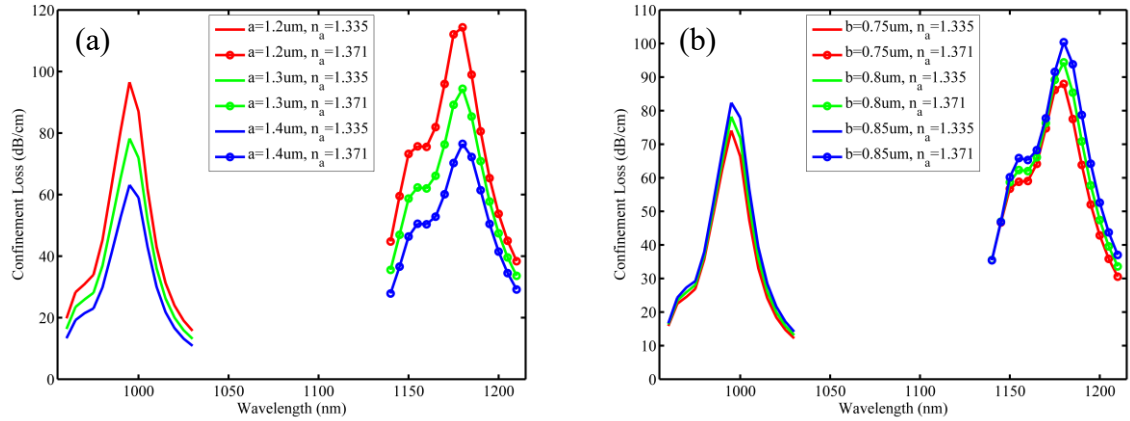 (a)
a=1.2um, n_a=1.335
a=1.2um, n_a=1.371
a=1.3um, n_a=1.335
a=1.3um, n_a=1.371
a=1.4um, n_a=1.335
a=1.4um, n_a=1.371
Confinement Loss (dB/cm)
120
100
80
60
40
20
0
1000 1050 1100 1150 1200
Wavelength (nm)
(b)
b=0.75um, n_a=1.335
b=0.75um, n_a=1.371
b=0.8um, n_a=1.335
b=0.8um, n_a=1.371
b=0.85um, n_a=1.335
b=0.85um, n_a=1.371
Confinement Loss (dB/cm)
110
100
90
80
70
60
50
40
30
20
10
0
1000 1050 1100 1150 1200
Wavelength (nm)